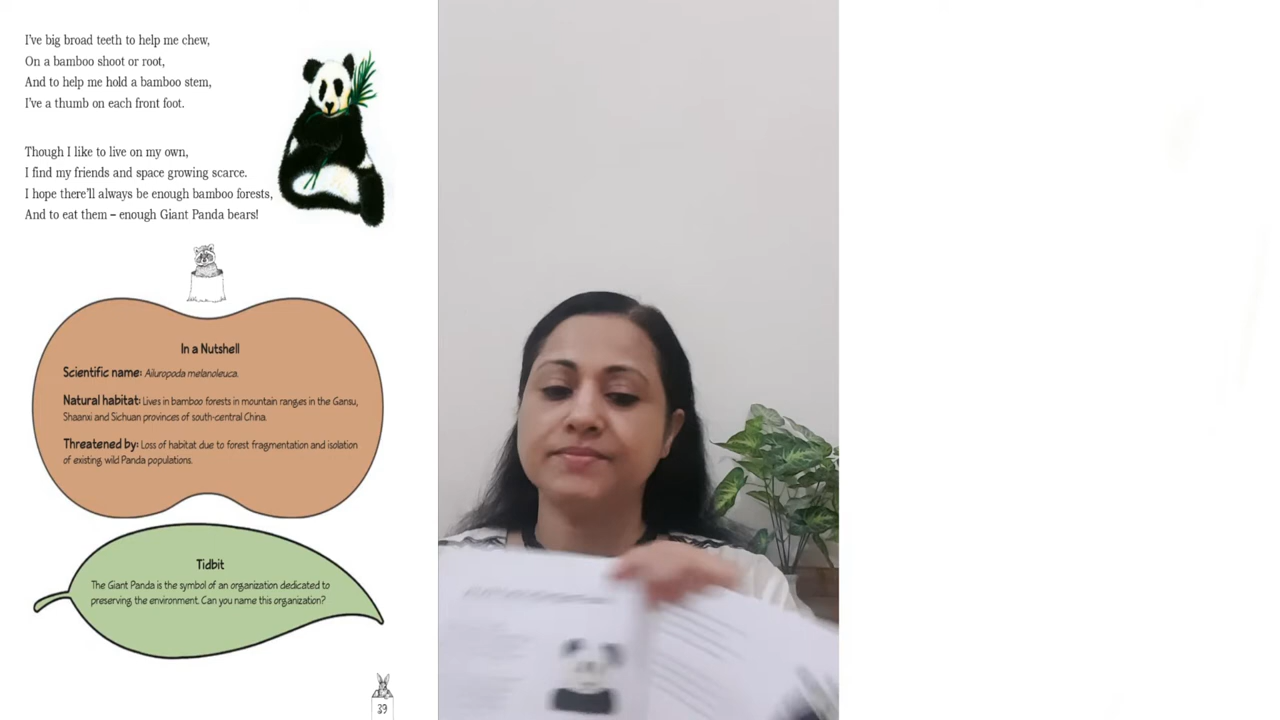 I've big broad teeth to help me chew,
On a bamboo shoot or root,
And to help me hold a bamboo stem,
I've a thumb on each front foot.
Though I like to live on my own,
I find my friends and space growing scarce.
I hope there'll always be enough bamboo forests,
And to eat them – enough Giant Panda bears!
In a Nutshell
Scientific name: Ailuropoda melanoleuca.
Natural habitat: Lives in bamboo forests in mountain ranges in the Gansu,
Shaanxi and Sichuan provinces of south-central China.
Threatened by: Loss of habitat due to forest fragmentation and isolation
of existing wild Panda populations.
Tidbit
The Giant Panda is the symbol of an organization dedicated to
preserving the environment. Can you name this organization?
39